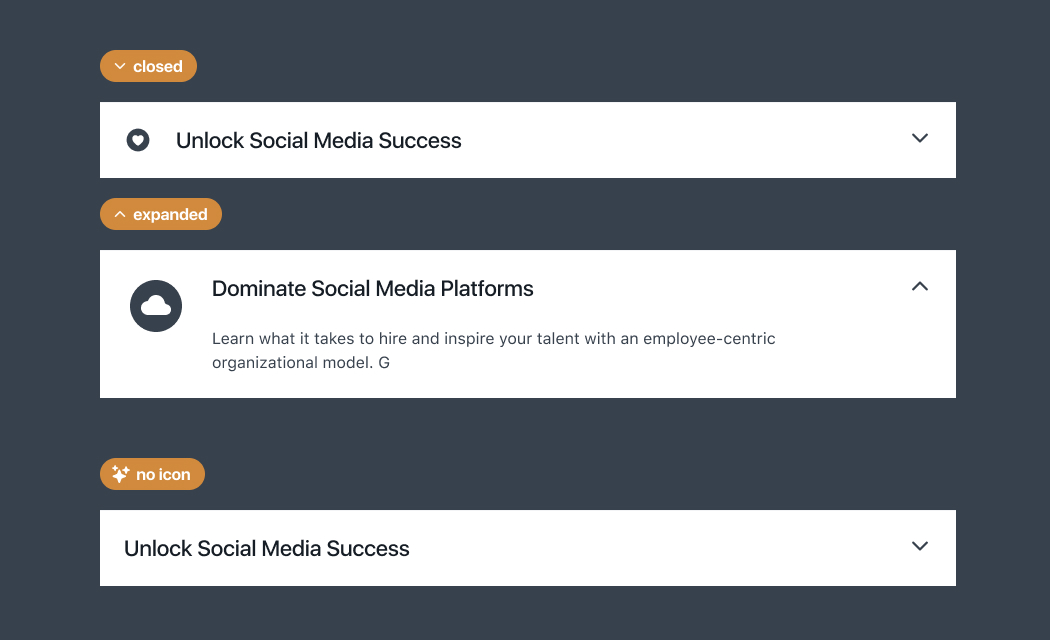 closed
Unlock Social Media Success
expanded
Dominate Social Media Platforms
Learn what it takes to hire and inspire your talent with an employee-centric
organizational model. G
no icon
Unlock Social Media Success